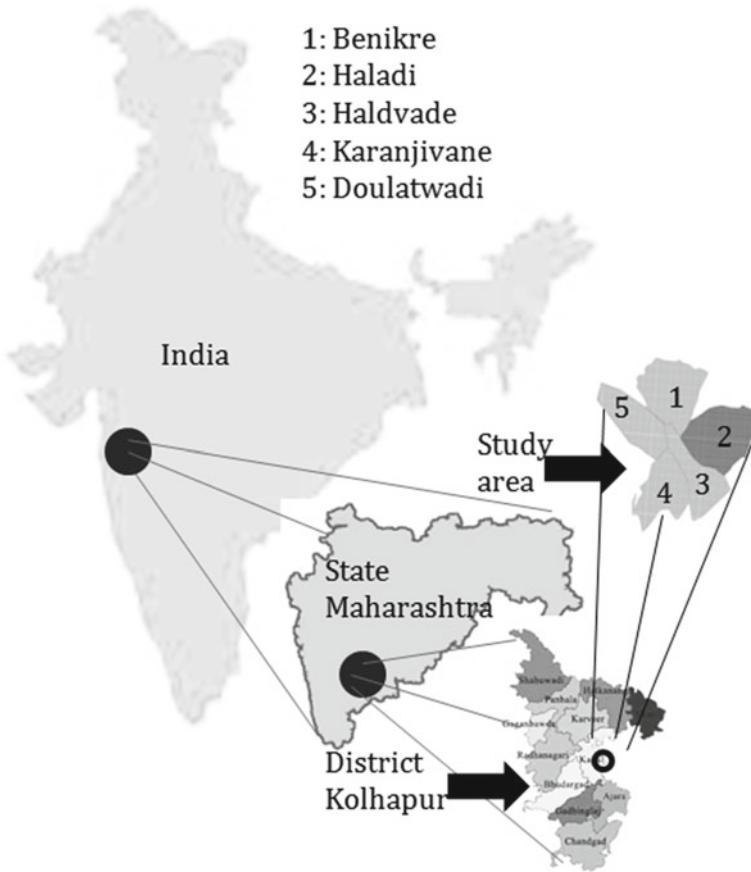 1: Benikre
2: Haladi
3: Haldvade
4: Karanjivane
5: Doulatwadi
India
5
1
2
3
4
Study
area
State
Maharashtra
District
Kolhapur
Shahuwadi
Panhala
Karveer
Radhanagari
Bhudargad
Ajara
Gadhinglaj
Chandgad